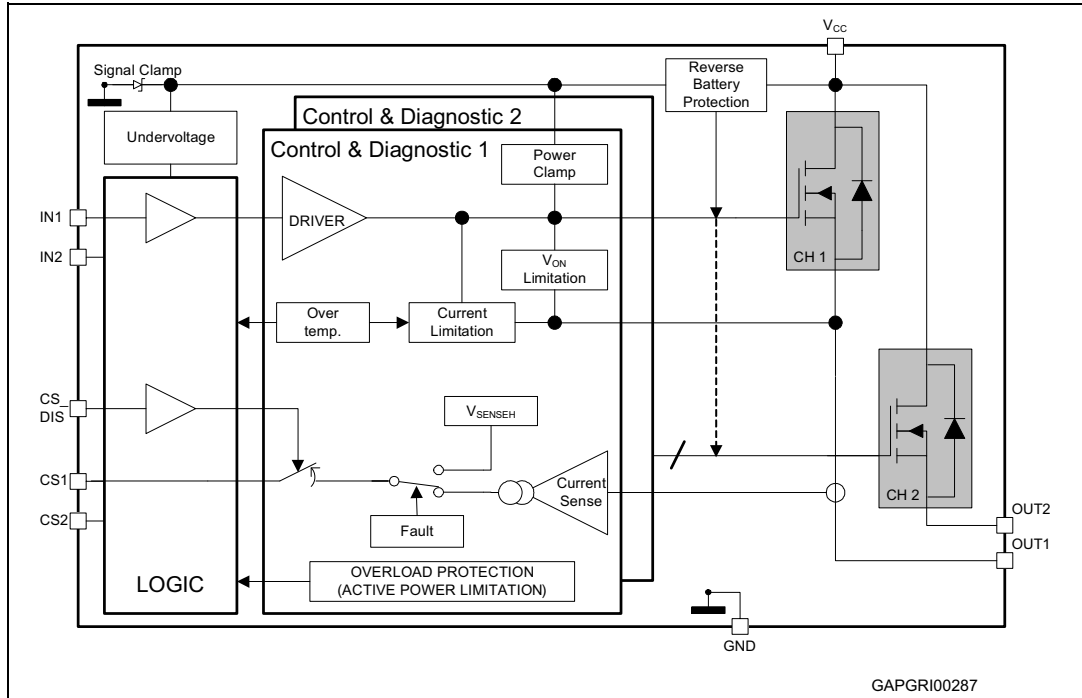 VCC
Signal Clamp
Reverse
Battery
Protection
Control & Diagnostic 2
Undervoltage
Control & Diagnostic 1
Power
Clamp
IN1
DRIVER
IN2
VON
Limitation
CH 1
Over
temp.
Current
Limitation
CS_
DIS
VSENSEH
CS1
Current
Sense
CH 2
CS2
Fault
OUT2
OUT1
LOGIC
OVERLOAD PROTECTION
(ACTIVE POWER LIMITATION)
GND
GAPGRI00287